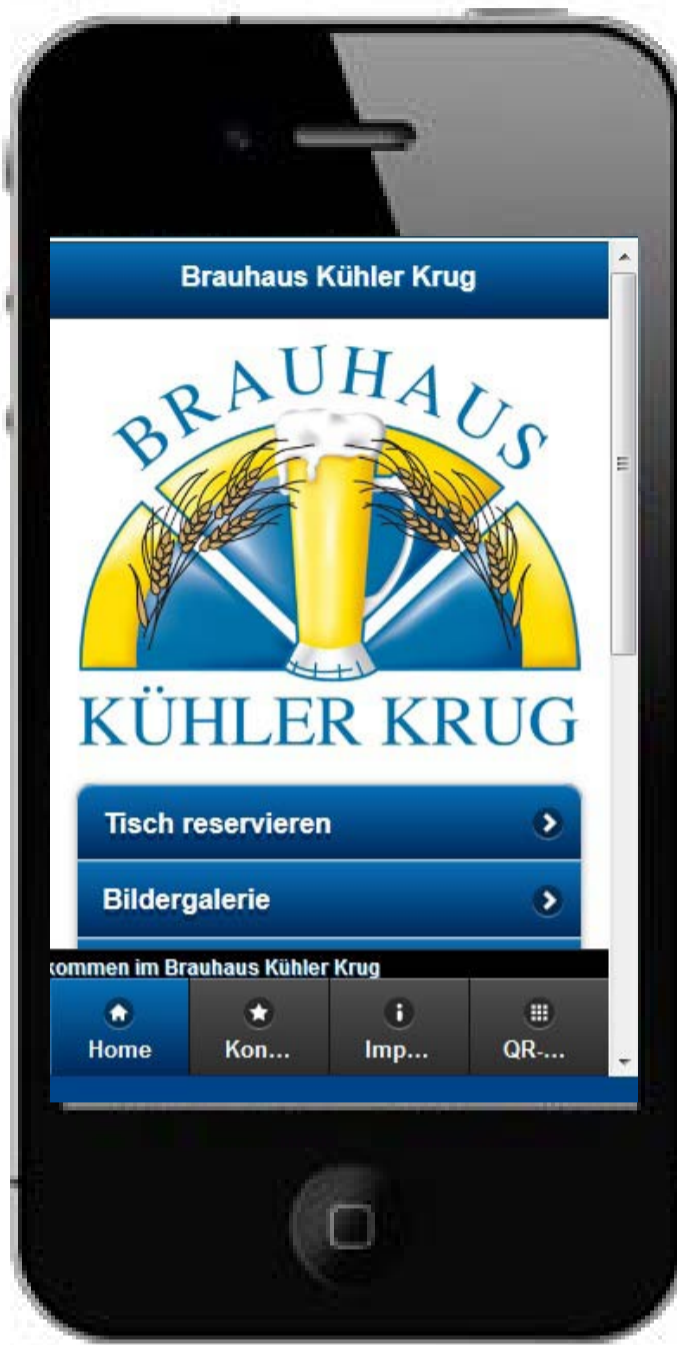 Brauhaus Kühler Krug
BRAUHAUS
KÜHLER KRUG
Tisch reservieren
Bildergalerie
kommen im Brauhaus Kühler Krug
Home Kon... Imp... QR-...